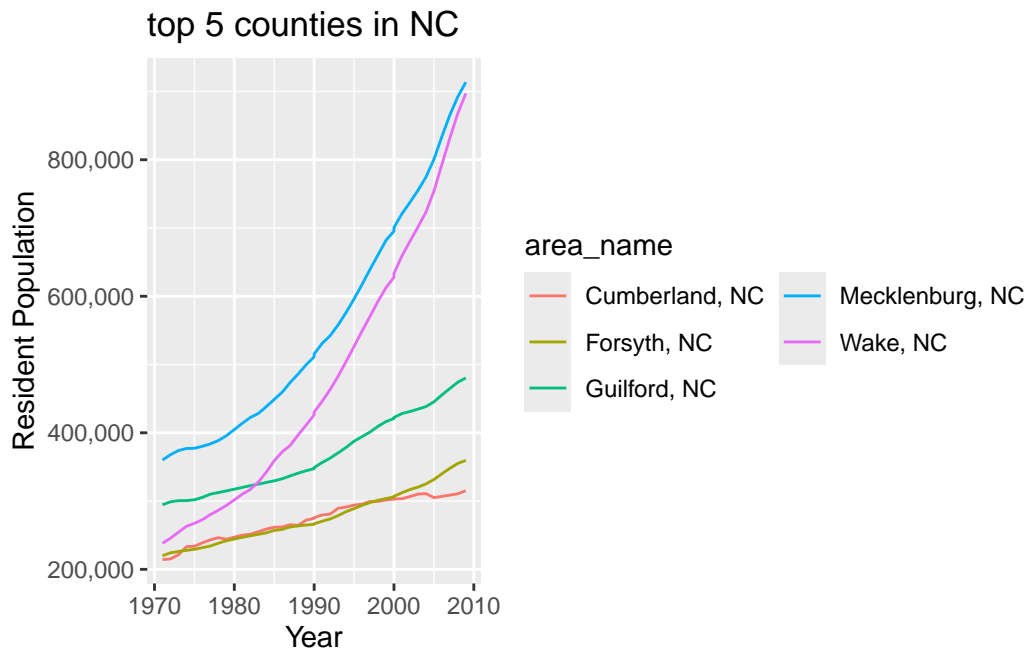 top 5 counties in NC
Resident Population
800,000
600,000
400,000
200,000
1970 1980 1990 2000 2010
Year
area_name
Cumberland, NC
Forsyth, NC
Guilford, NC
Mecklenburg, NC
Wake, NC